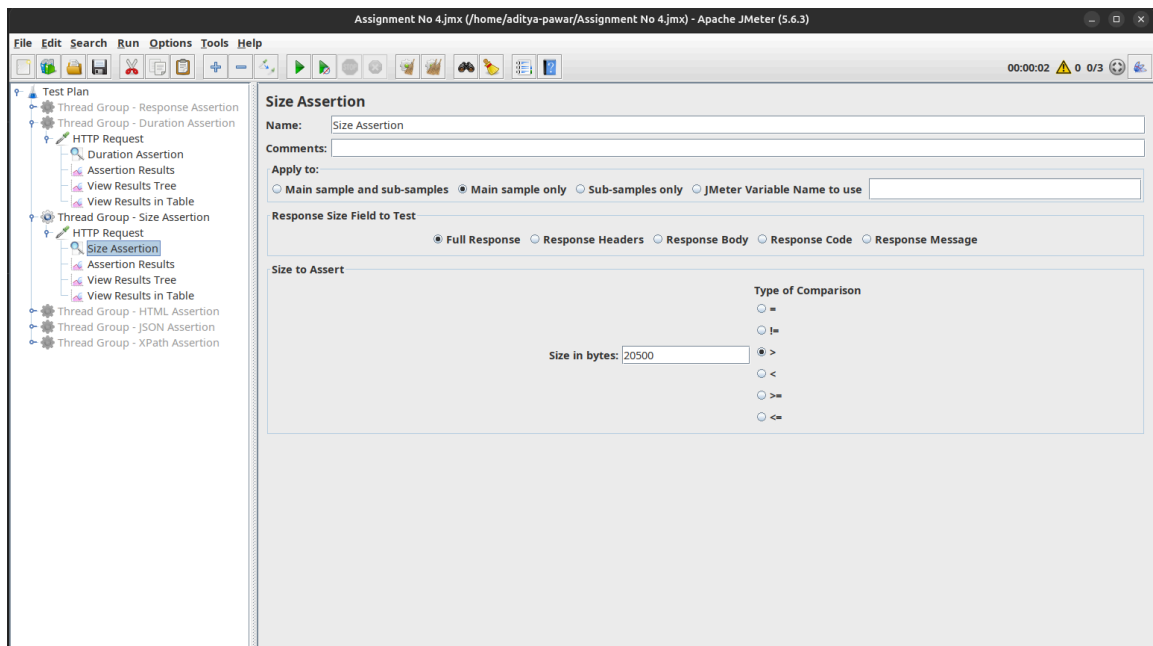 Assignment No 4.jmx (/home/aditya-pawar/Assignment No 4.jmx) - Apache JMeter (5.6.3)
File Edit Search Run Options Tools Help
00:00:02 0 0/3
Test Plan
Thread Group - Response Assertion
Thread Group - Duration Assertion
HTTP Request
Duration Assertion
Assertion Results
View Results Tree
View Results in Table
Thread Group - Size Assertion
HTTP Request
Size Assertion
Assertion Results
View Results Tree
View Results in Table
Thread Group - HTML Assertion
Thread Group - JSON Assertion
Thread Group - XPath Assertion
Size Assertion
Name: Size Assertion
Comments:
Apply to:
Main sample and sub-samples Main sample only Sub-samples only JMeter Variable Name to use
Response Size Field to Test
Full Response Response Headers Response Body Response Code Response Message
Size to Assert
Type of Comparison
=
!=
Size in bytes: 20500 >
<
>=
<=